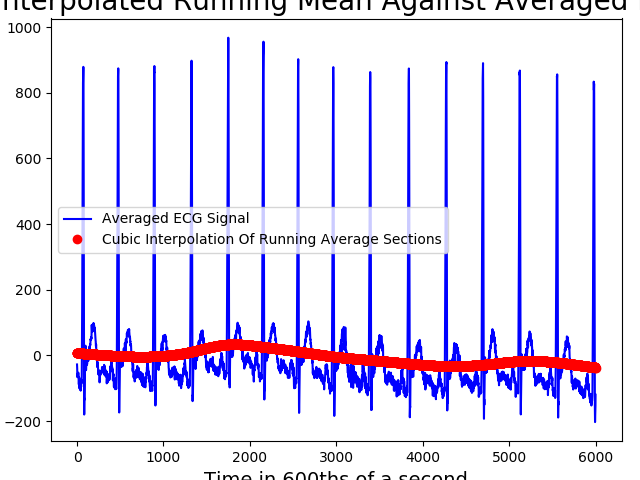 nterpolated Running Mean Against Averaged
1000
800
600
400
200
0
−200
Averaged ECG Signal
Cubic Interpolation Of Running Average Sections
0 1000 2000 3000 4000 5000 6000
Time in 600ths of a second